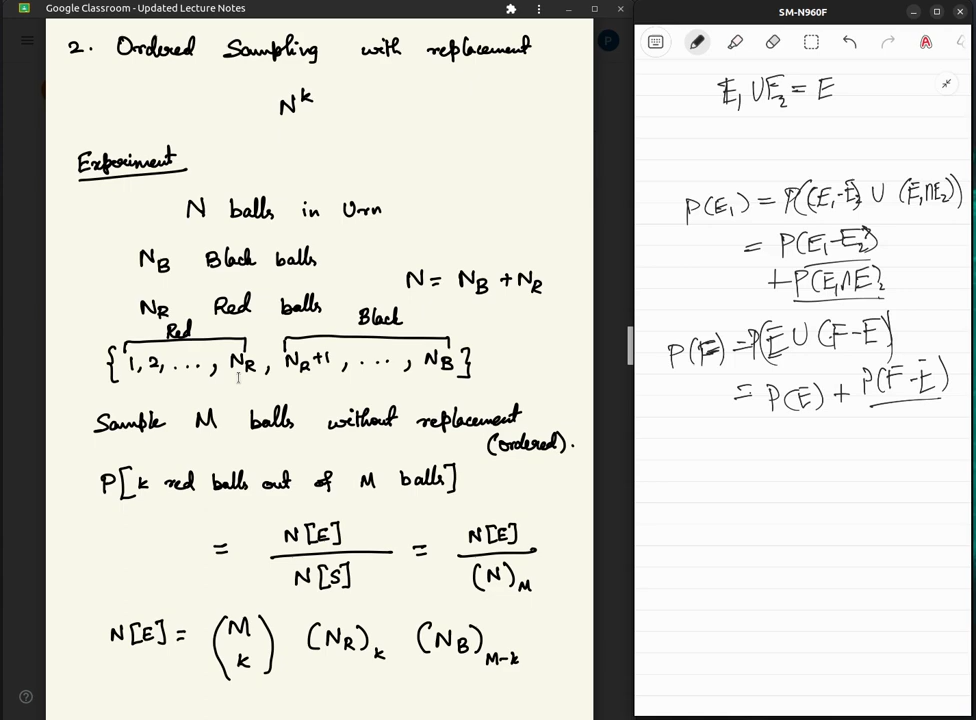 Google Classroom - Updated Lecture Notes
2. Ordered Sampling with replacement
N^k
Experiment
N balls in Urn
N_B Black balls
N = N_B + N_R
N_R Red balls
Red Black
{1, 2, ..., N_R, N_R+1, ..., N_B}
Sample M balls without replacement
(ordered).
P[k red balls out of M balls]
= N[E] / N[S] = N[E] / (N)_M
N[E] = (M k) (N_R)_k (N_B)_{M-k}
SM-N960F
E_1 ∪ E_2 = E
P(E_1) = P((E_1-E_2) ∪ (E_1∩E_2))
= P(E_1-E_2)
+ P(E_1∩E)_2
P(F) = P(E ∪ (F-E))
= P(E) + P(F-E)